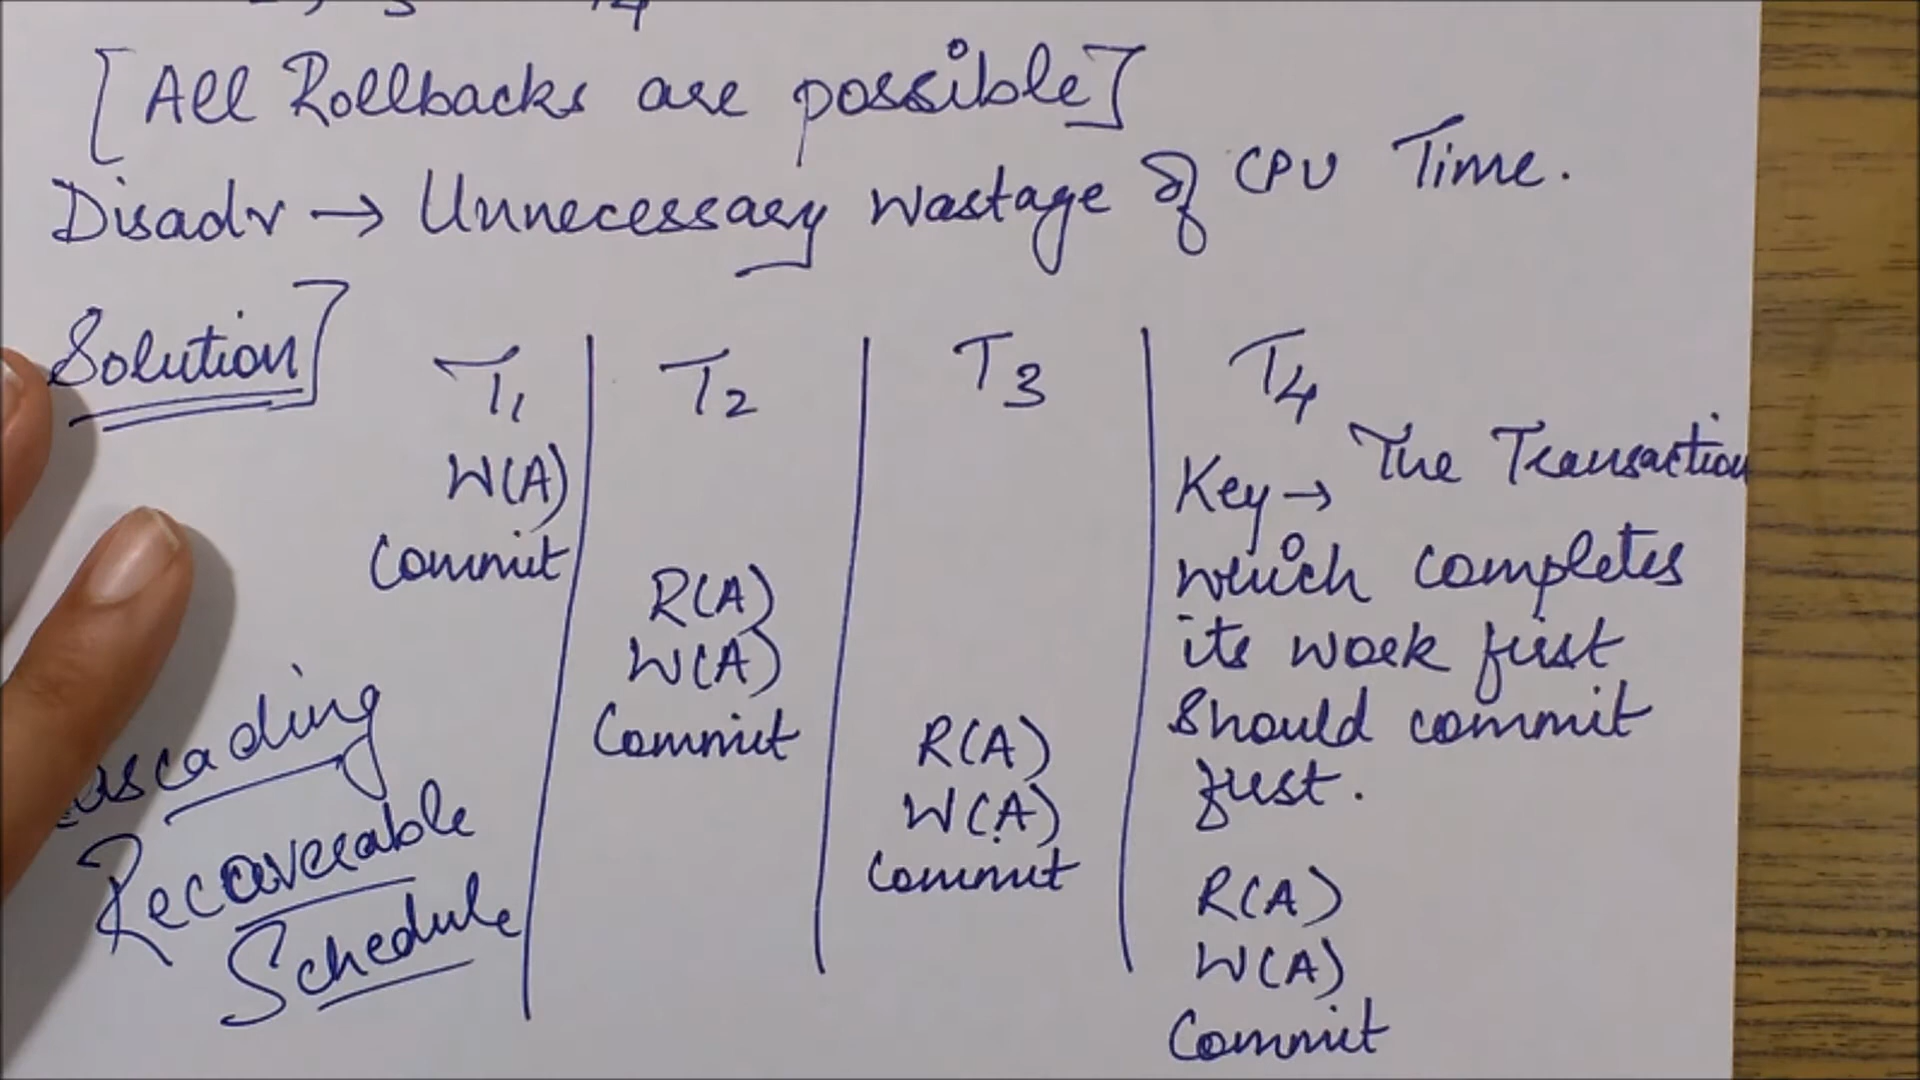 [All Rollbacks are possible]
Disadv → Unnecessary wastage of CPU Time.
Solution]
T1 T2 T3 T4
W(A)
Commit
R(A)
W(A)
Commit
R(A)
W(A)
Commit
Key → The Transaction
which completes
its work first
should commit
first.
R(A)
W(A)
Commit
Recoverable
Schedule